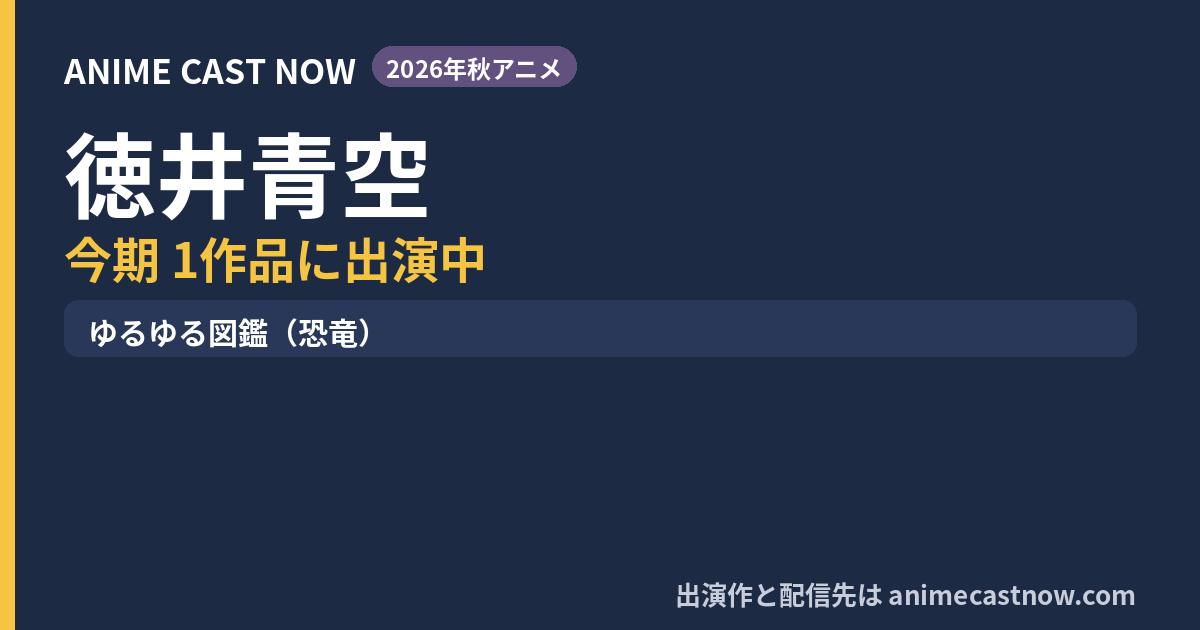 ANIME CAST NOW 2026年秋アニメ
徳井青空
今期 1作品に出演中
ゆるゆる図鑑（恐竜）
出演作と配信先は animecastnow.com